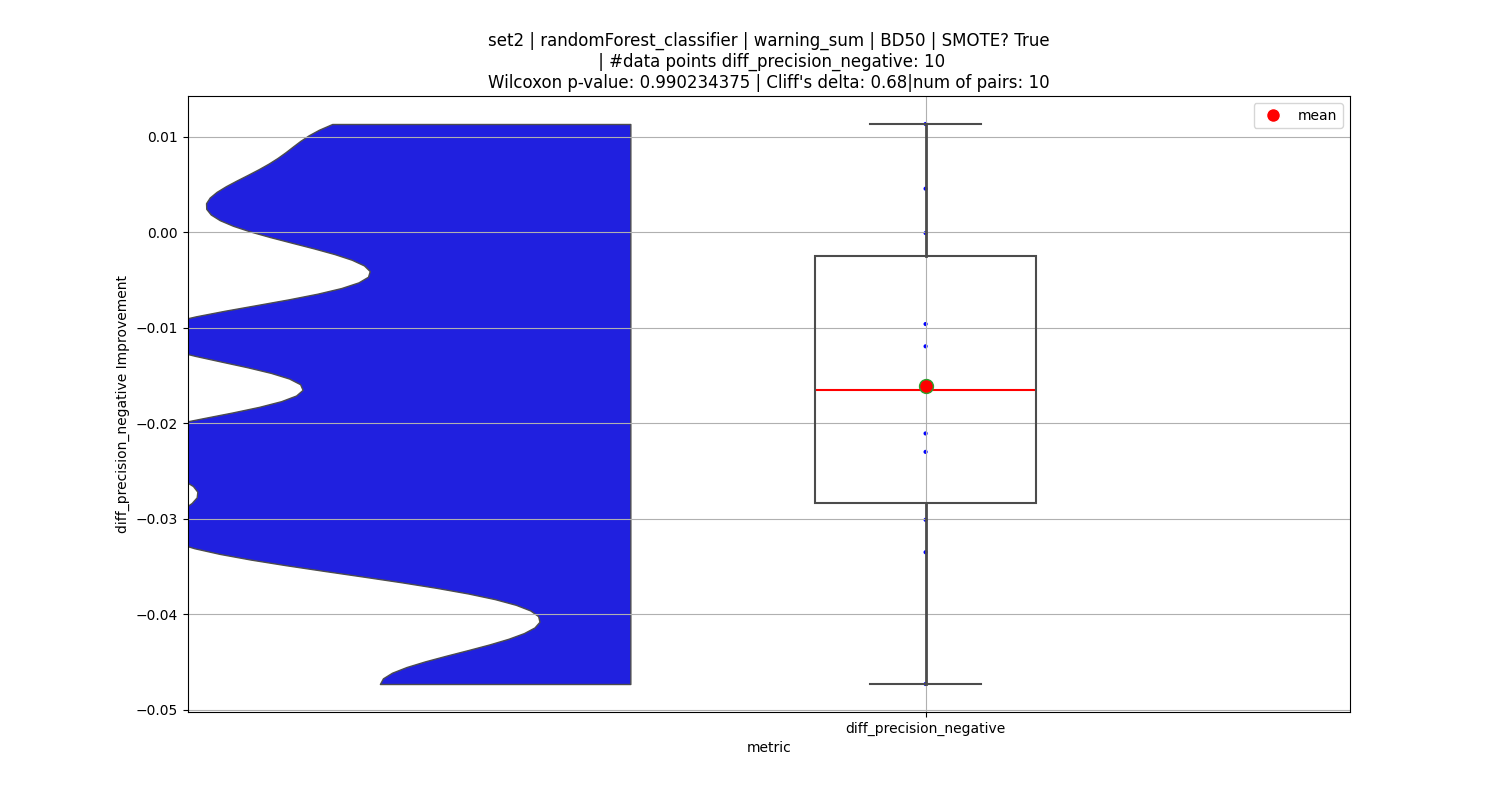 set2 | randomForest_classifier | warning_sum | BD50 | SMOTE? True
| #data points diff_precision_negative: 10
Wilcoxon p-value: 0.990234375 | Cliff's delta: 0.68|num of pairs: 10
mean
0.01
0.00
−0.01
−0.02
−0.03
−0.04
−0.05
diff_precision_negative Improvement
diff_precision_negative
metric